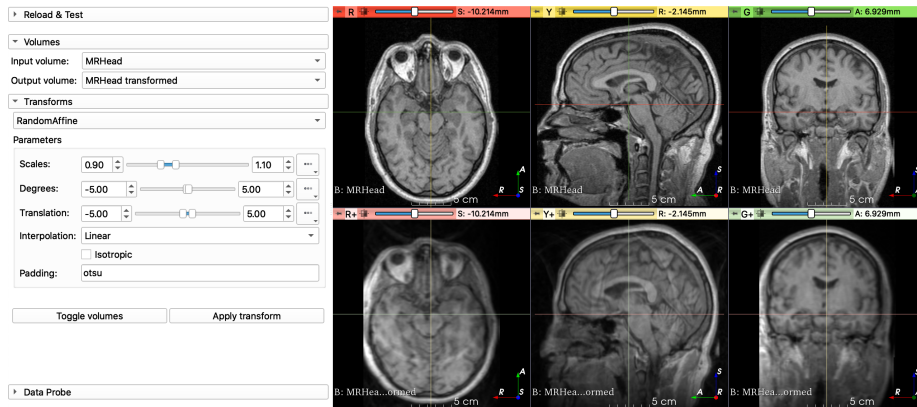 Reload & Test
Volumes
Input volume: MRHead
Output volume: MRHead transformed
Transforms
RandomAffine
Parameters
Scales: 0.90 1.10
Degrees: -5.00 5.00
Translation: -5.00 5.00
Interpolation: Linear
Isotropic
Padding: otsu
Toggle volumes Apply transform
Data Probe
R S: -10.214mm Y R: -2.145mm G A: 6.929mm
A S S
B: MRHead R S 5 cm B: MRHead A R 5 cm B: MRHead R A 5 cm
R+ S: -10.214mm Y+ R: -2.145mm G+ A: 6.929mm
A S S
B: MRHea...ormed R S 5 cm B: MRHea...ormed A R 5 cm B: MRHea...ormed R A 5 cm